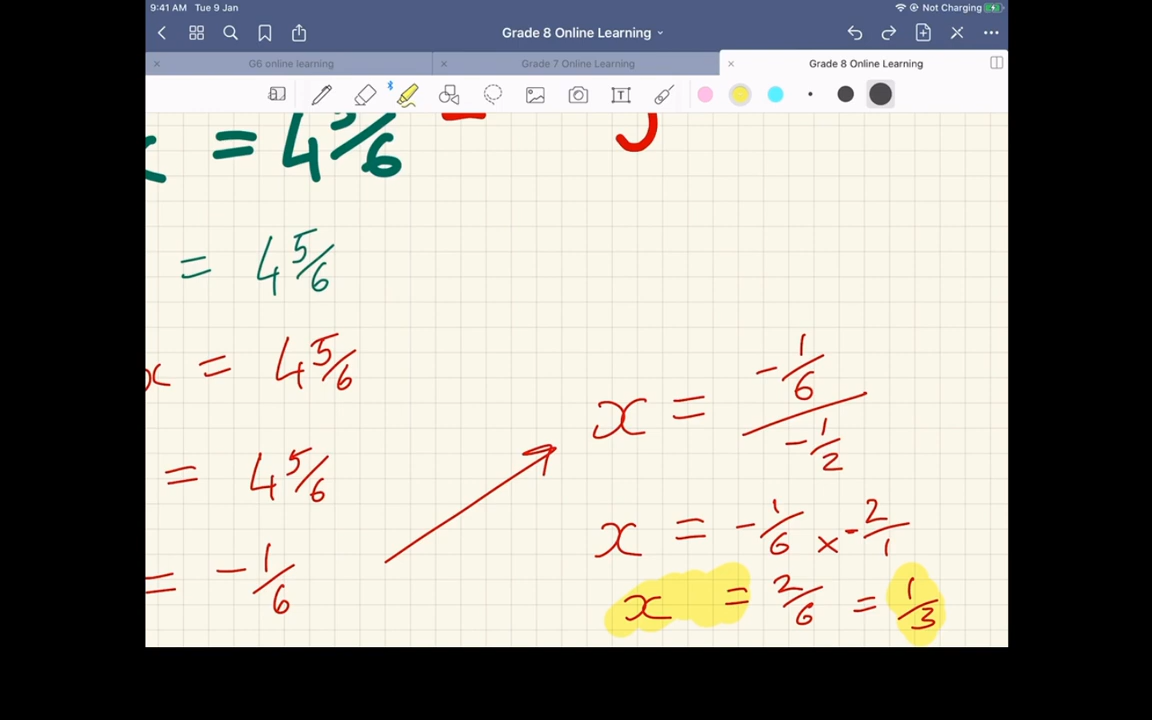 9:41 AM Tue 9 Jan
Not Charging
Grade 8 Online Learning
G6 online learning
Grade 7 Online Learning
Grade 8 Online Learning
x = 4 5/6
= 4 5/6
x = 4 5/6
= 4 5/6
= - 1/6
x = (-1/6)/(-1/2)
x = - 1/6 x - 2/1
x = 2/6 = 1/3